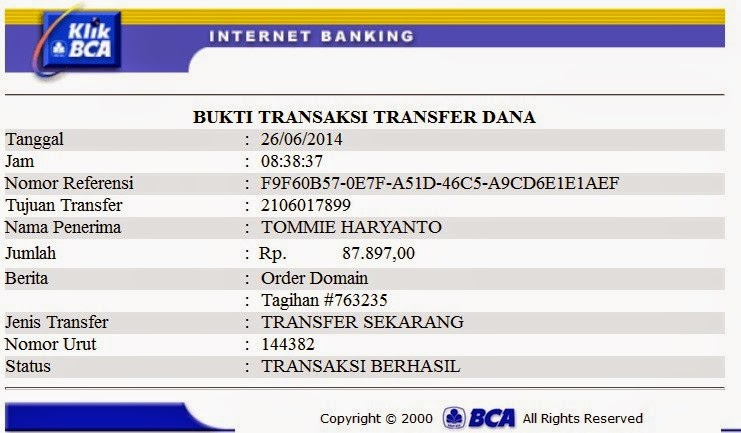 Klik
BCA
INTERNET BANKING
BUKTI TRANSAKSI TRANSFER DANA
Tanggal : 26/06/2014
Jam : 08:38:37
Nomor Referensi : F9F60B57-0E7F-A51D-46C5-A9CD6E1E1AEF
Tujuan Transfer : 2106017899
Nama Penerima : TOMMIE HARYANTO
Jumlah : Rp. 87.897,00
Berita : Order Domain
: Tagihan #763235
Jenis Transfer : TRANSFER SEKARANG
Nomor Urut : 144382
Status : TRANSAKSI BERHASIL
Copyright © 2000 BCA All Rights Reserved